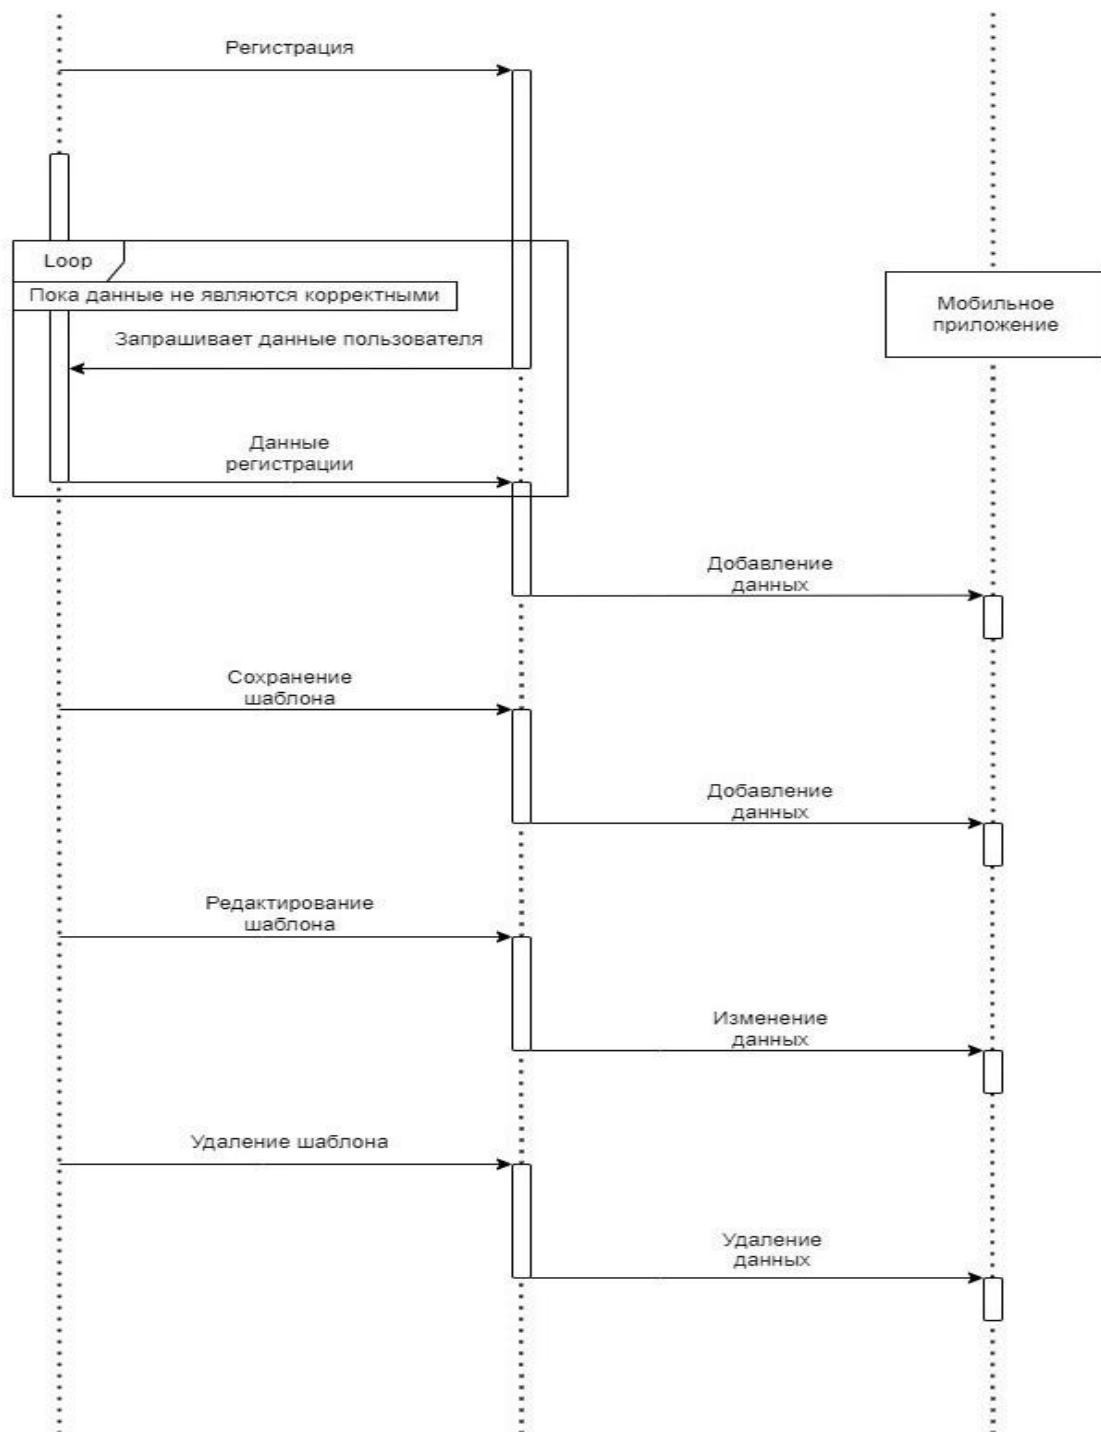 Регистрация
Loop
Пока данные не являются корректными
Мобильное
приложение
Запрашивает данные пользователя
Данные
регистрации
Добавление
данных
Сохранение
шаблона
Добавление
данных
Редактирование
шаблона
Изменение
данных
Удаление шаблона
Удаление
данных